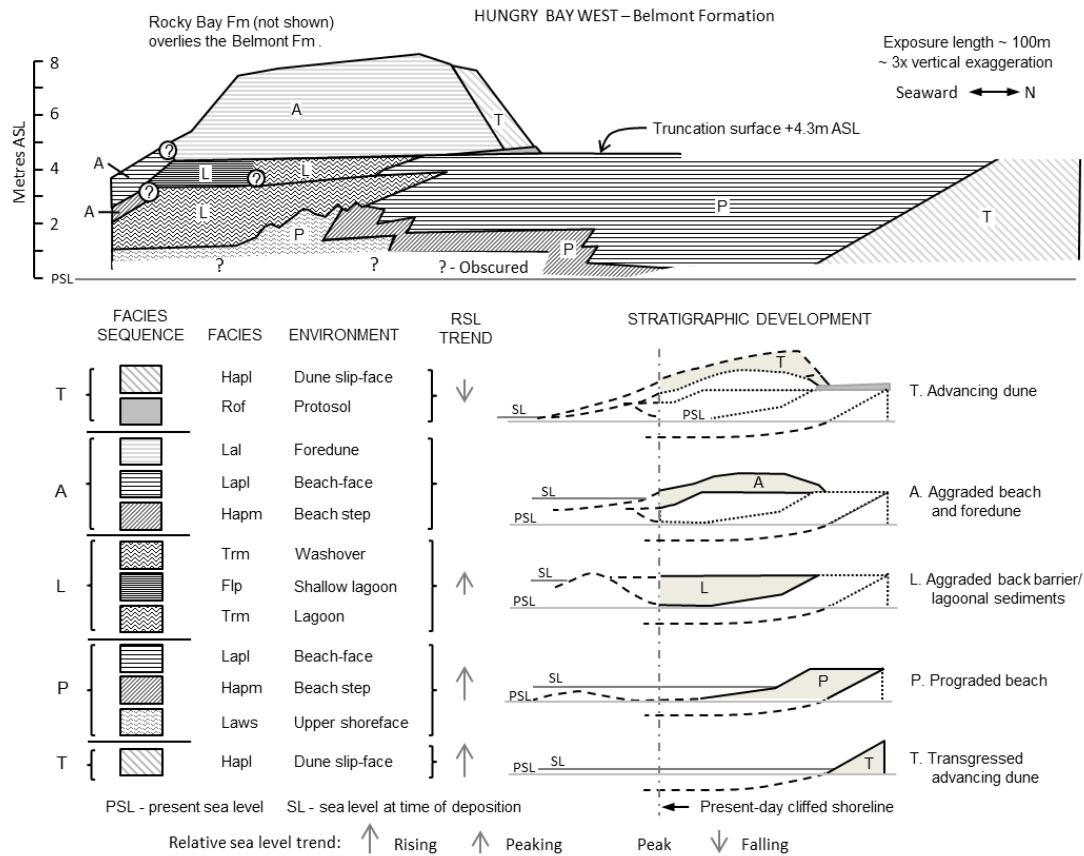 HUNGRY BAY WEST – Belmont Formation
Rocky Bay Fm (not shown)
overlies the Belmont Fm .
Exposure length ~ 100m
~ 3x vertical exaggeration
Seaward N
Metres ASL
8
6
4
2
PSL
A
T
Truncation surface +4.3m ASL
?
A
L
L
?
?
A
L
P
P
T
P
?
?
? - Obscured
FACIES
SEQUENCE
FACIES
ENVIRONMENT
RSL
TREND
STRATIGRAPHIC DEVELOPMENT
T
Hapl
Dune slip-face
Rof
Protosol
T
SL
PSL
T. Advancing dune
A
Lal
Foredune
Lapl
Beach-face
Hapm
Beach step
A
SL
PSL
A. Aggraded beach
and foredune
L
Trm
Washover
Flp
Shallow lagoon
Trm
Lagoon
L
SL
PSL
L. Aggraded back barrier/
lagoonal sediments
P
Lapl
Beach-face
Hapm
Beach step
Laws
Upper shoreface
P
SL
PSL
P. Prograded beach
T
Hapl
Dune slip-face
T
PSL
SL
T. Transgressed
advancing dune
PSL - present sea level
SL - sea level at time of deposition
Present-day cliffed shoreline
Relative sea level trend: Rising Peaking Peak Falling